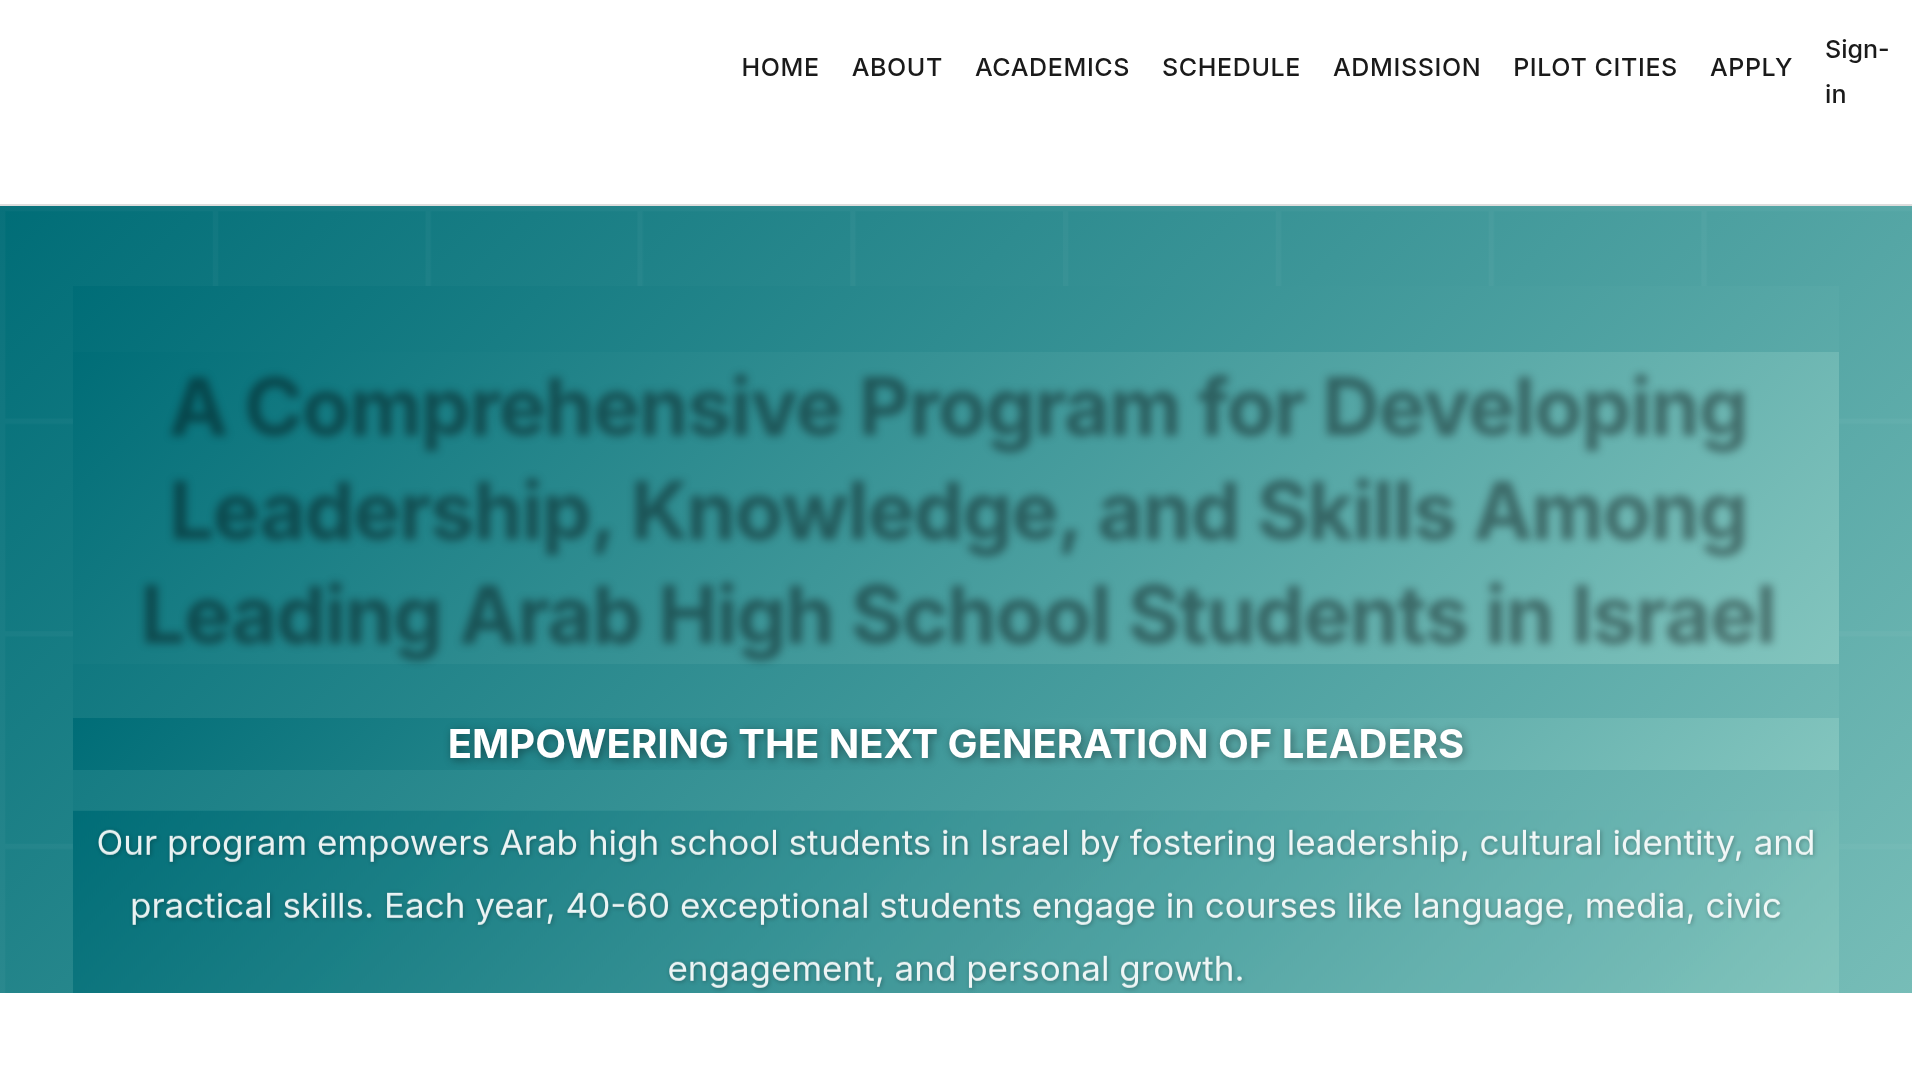 HOME ABOUT ACADEMICS SCHEDULE ADMISSION PILOT CITIES APPLY Sign-
in
A Comprehensive Program for Developing
Leadership, Knowledge, and Skills Among
Leading Arab High School Students in Israel
EMPOWERING THE NEXT GENERATION OF LEADERS
Our program empowers Arab high school students in Israel by fostering leadership, cultural identity, and
practical skills. Each year, 40-60 exceptional students engage in courses like language, media, civic
engagement, and personal growth.